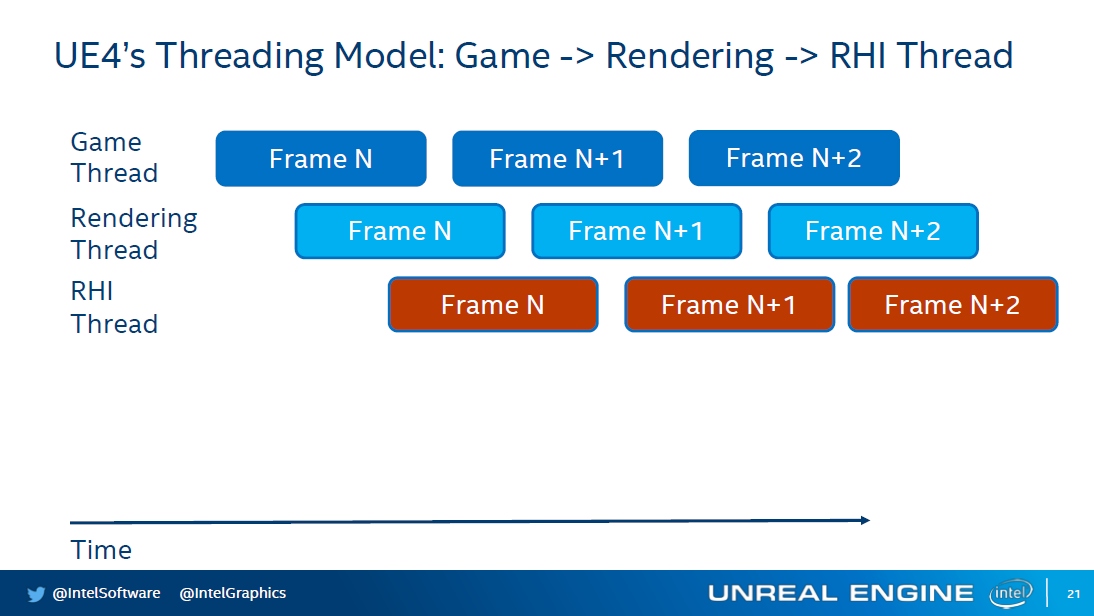 UE4’s Threading Model: Game -> Rendering -> RHI Thread
Game
Thread
Frame N
Frame N+1
Frame N+2
Rendering
Thread
Frame N
Frame N+1
Frame N+2
RHI
Thread
Frame N
Frame N+1
Frame N+2
Time
@IntelSoftware @IntelGraphics
UNREAL ENGINE
intel
21